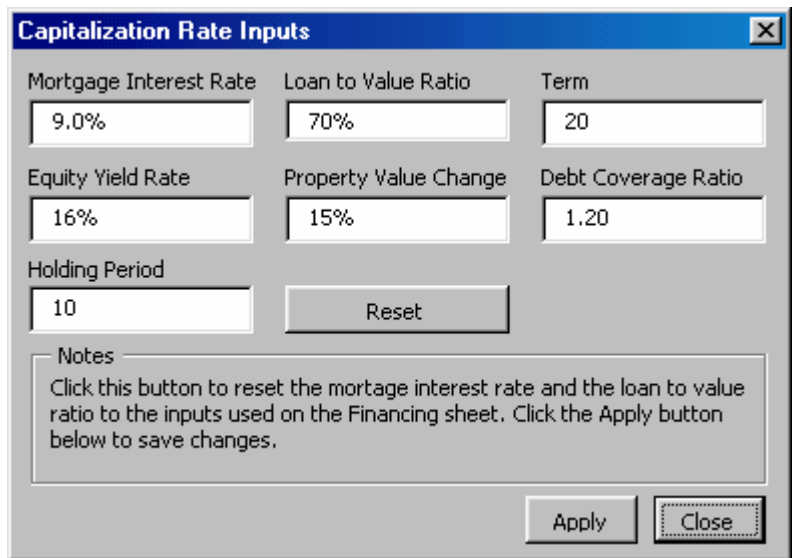 Capitalization Rate Inputs
Mortgage Interest Rate Loan to Value Ratio Term
9.0% 70% 20
Equity Yield Rate Property Value Change Debt Coverage Ratio
16% 15% 1.20
Holding Period
10 Reset
Notes
Click this button to reset the mortage interest rate and the loan to value
ratio to the inputs used on the Financing sheet. Click the Apply button
below to save changes.
Apply Close